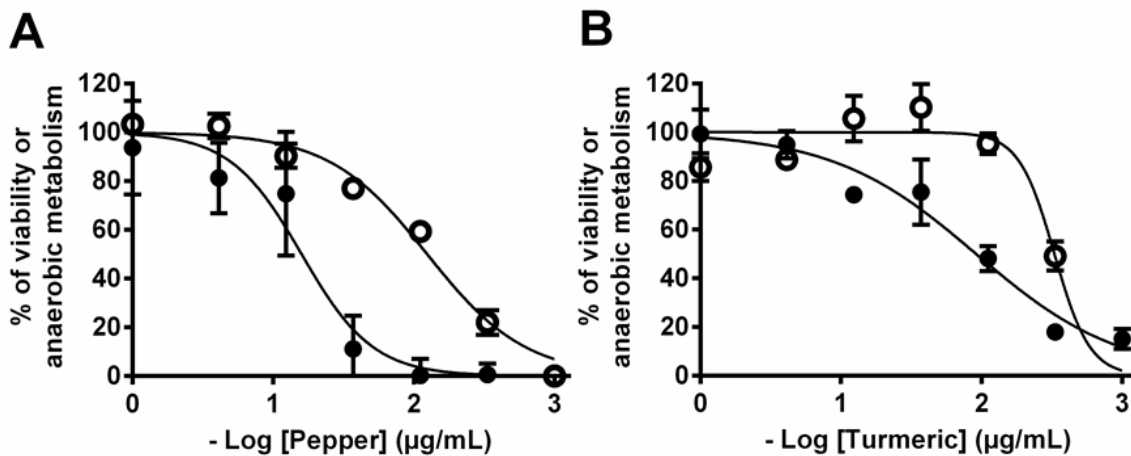 A
% of viability or
anaerobic metabolism
120
100
80
60
40
20
0
0 1 2 3
- Log [Pepper] (µg/mL)
B
% of viability or
anaerobic metabolism
120
100
80
60
40
20
0
0 1 2 3
- Log [Turmeric] (µg/mL)